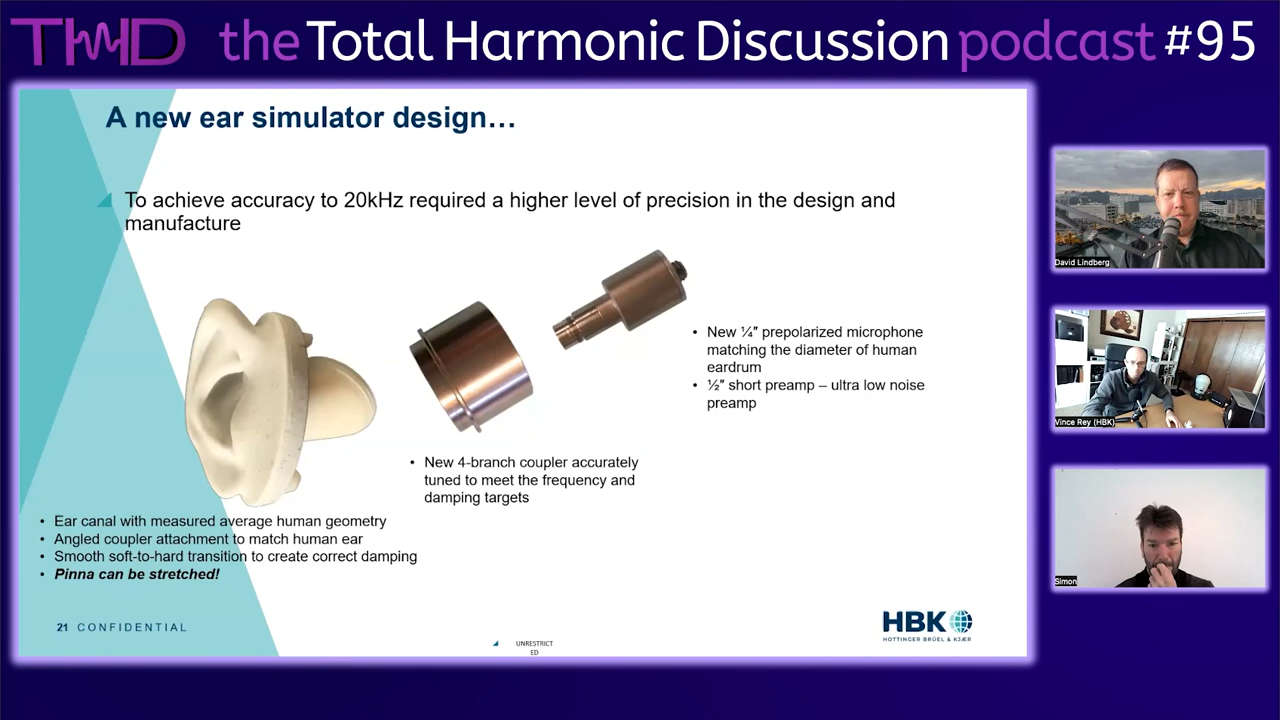 THD the Total Harmonic Discussion podcast #95
A new ear simulator design…
To achieve accuracy to 20kHz required a higher level of precision in the design and
manufacture
• New ¼″ prepolarized microphone
matching the diameter of human
eardrum
• ½″ short preamp – ultra low noise
preamp
• New 4-branch coupler accurately
tuned to meet the frequency and
damping targets
• Ear canal with measured average human geometry
• Angled coupler attachment to match human ear
• Smooth soft-to-hard transition to create correct damping
• Pinna can be stretched!
21 CONFIDENTIAL
UNRESTRICT
ED
HBK
HOTTINGER BRÜEL & KJÆR
David Lindberg
Vince Rey (HBK)
Simon